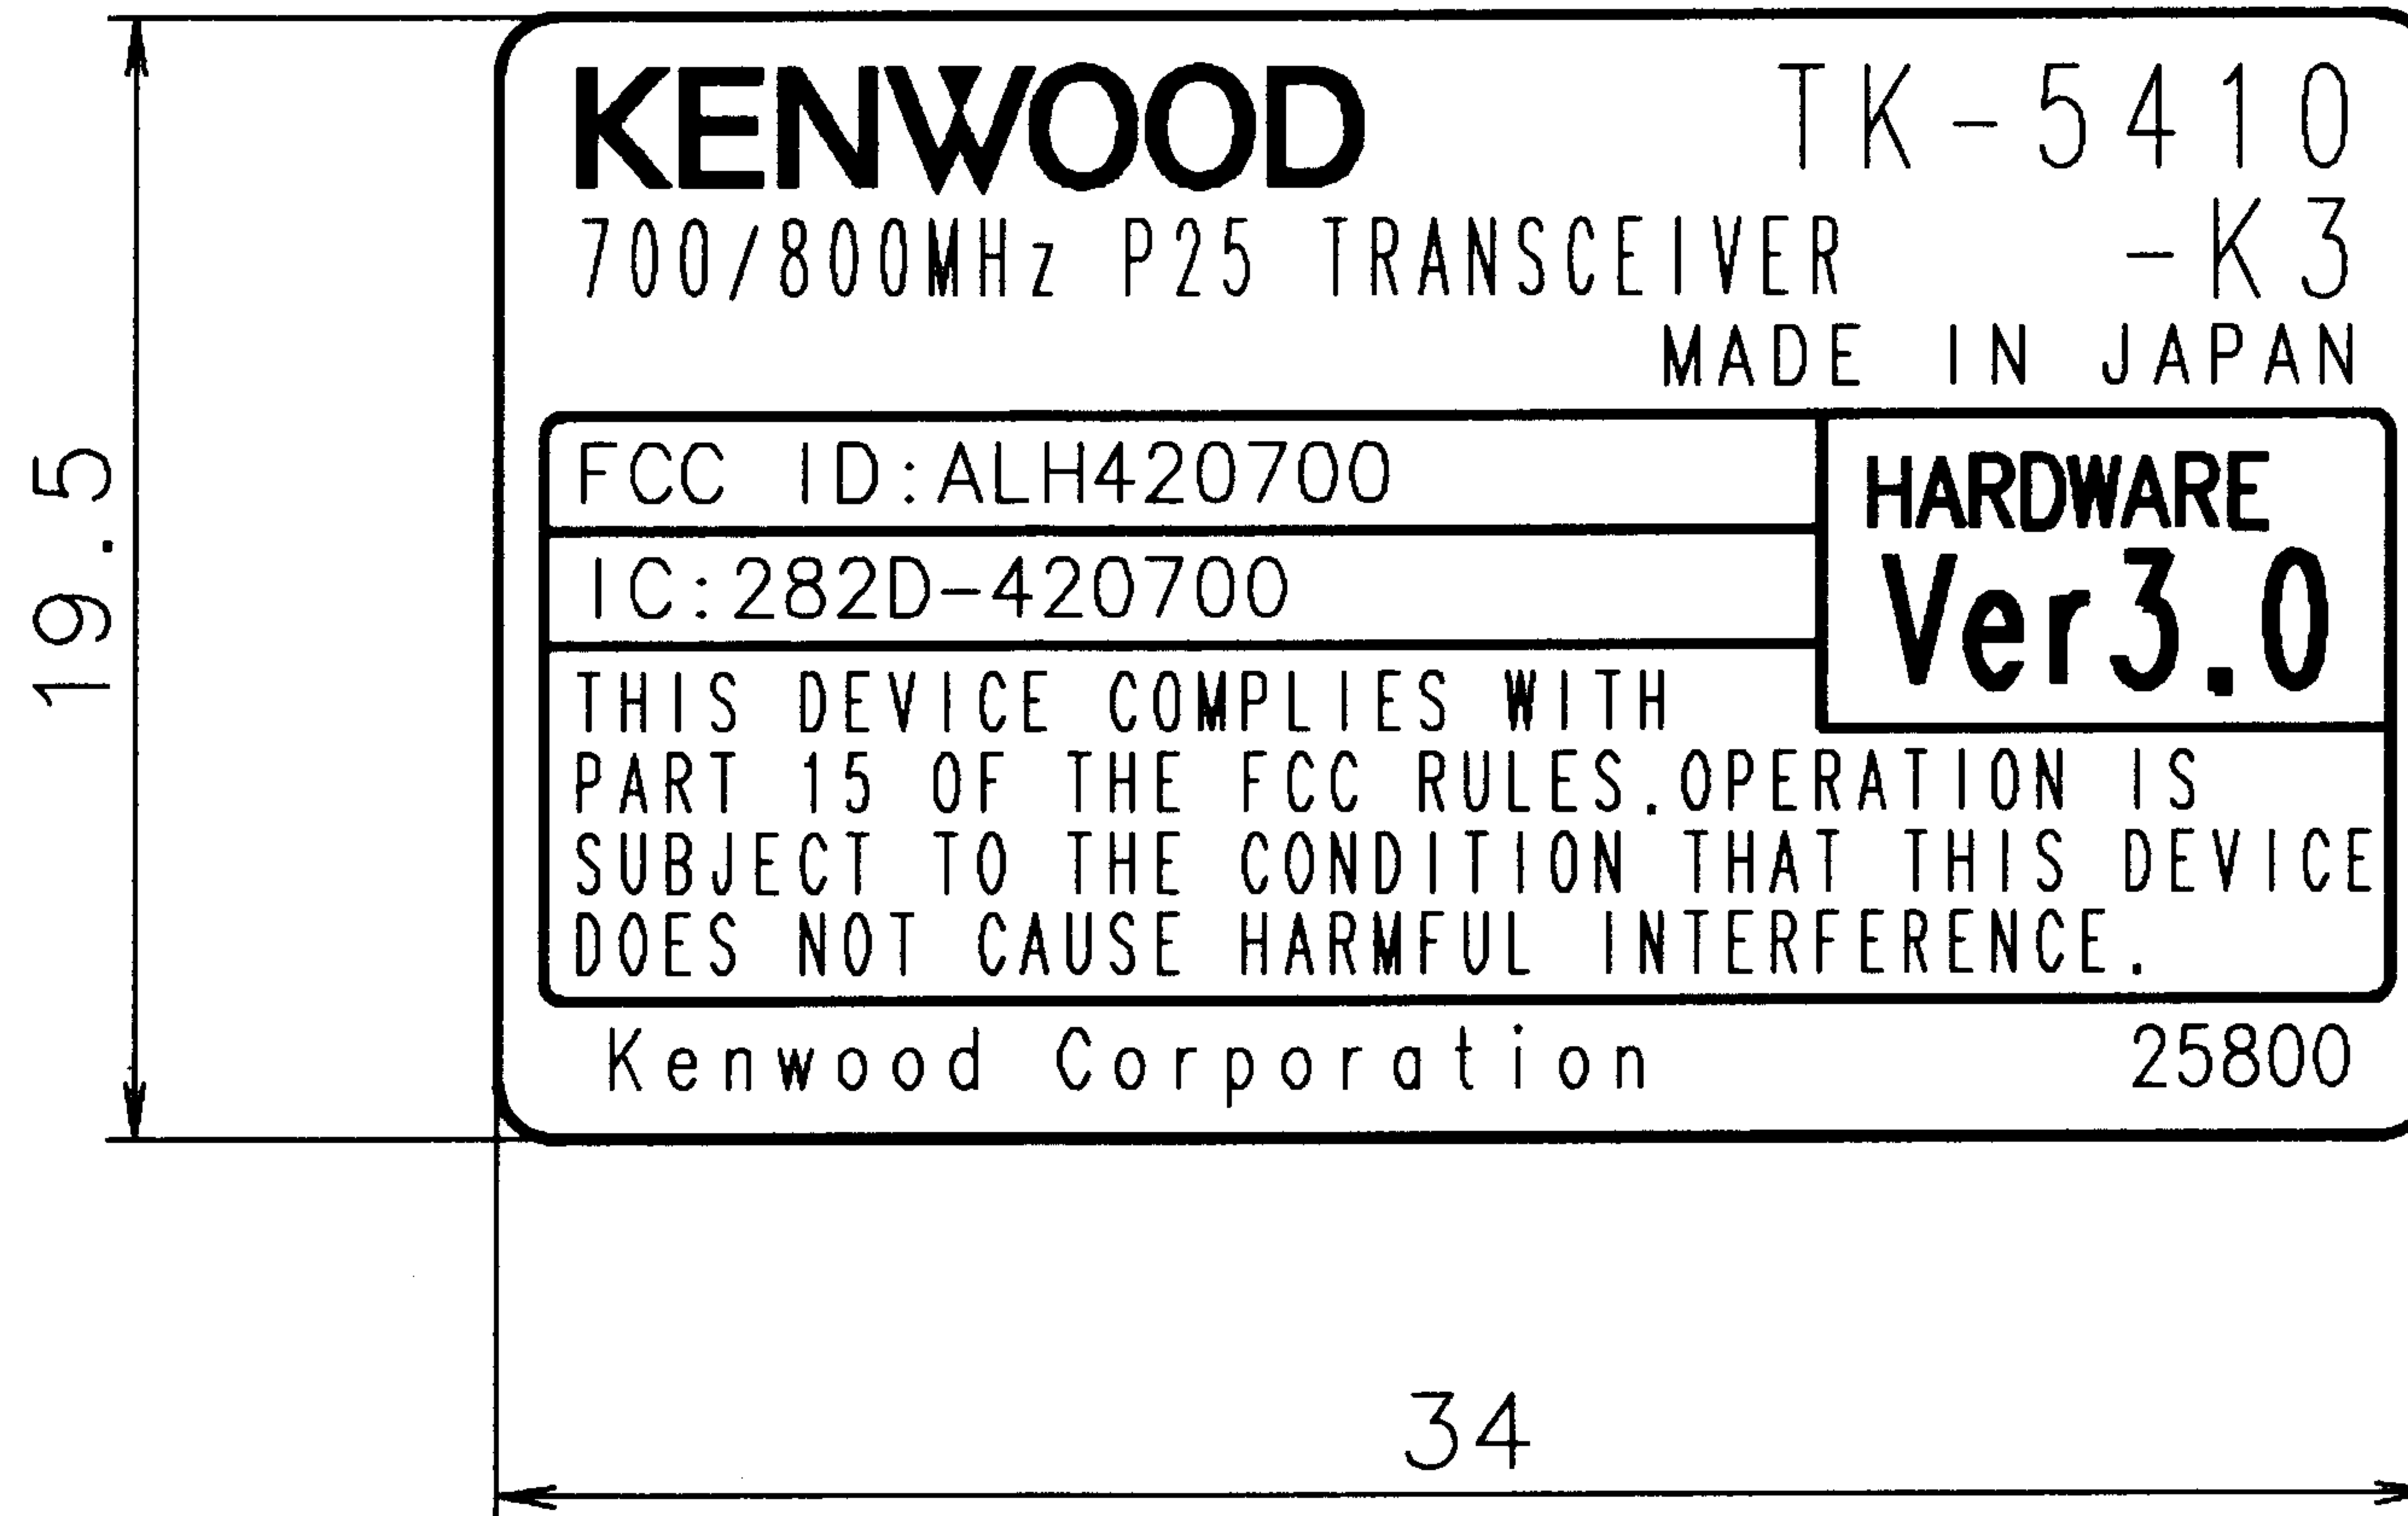 KENWOOD TK-5410
700/800MHz P25 TRANSCEIVER -K3
MADE IN JAPAN
FCC ID:ALH420700
HARDWARE
IC:282D-420700
Ver3.0
THIS DEVICE COMPLIES WITH
PART 15 OF THE FCC RULES.OPERATION IS
SUBJECT TO THE CONDITION THAT THIS DEVICE
DOES NOT CAUSE HARMFUL INTERFERENCE.
Kenwood Corporation 25800
19.5
34